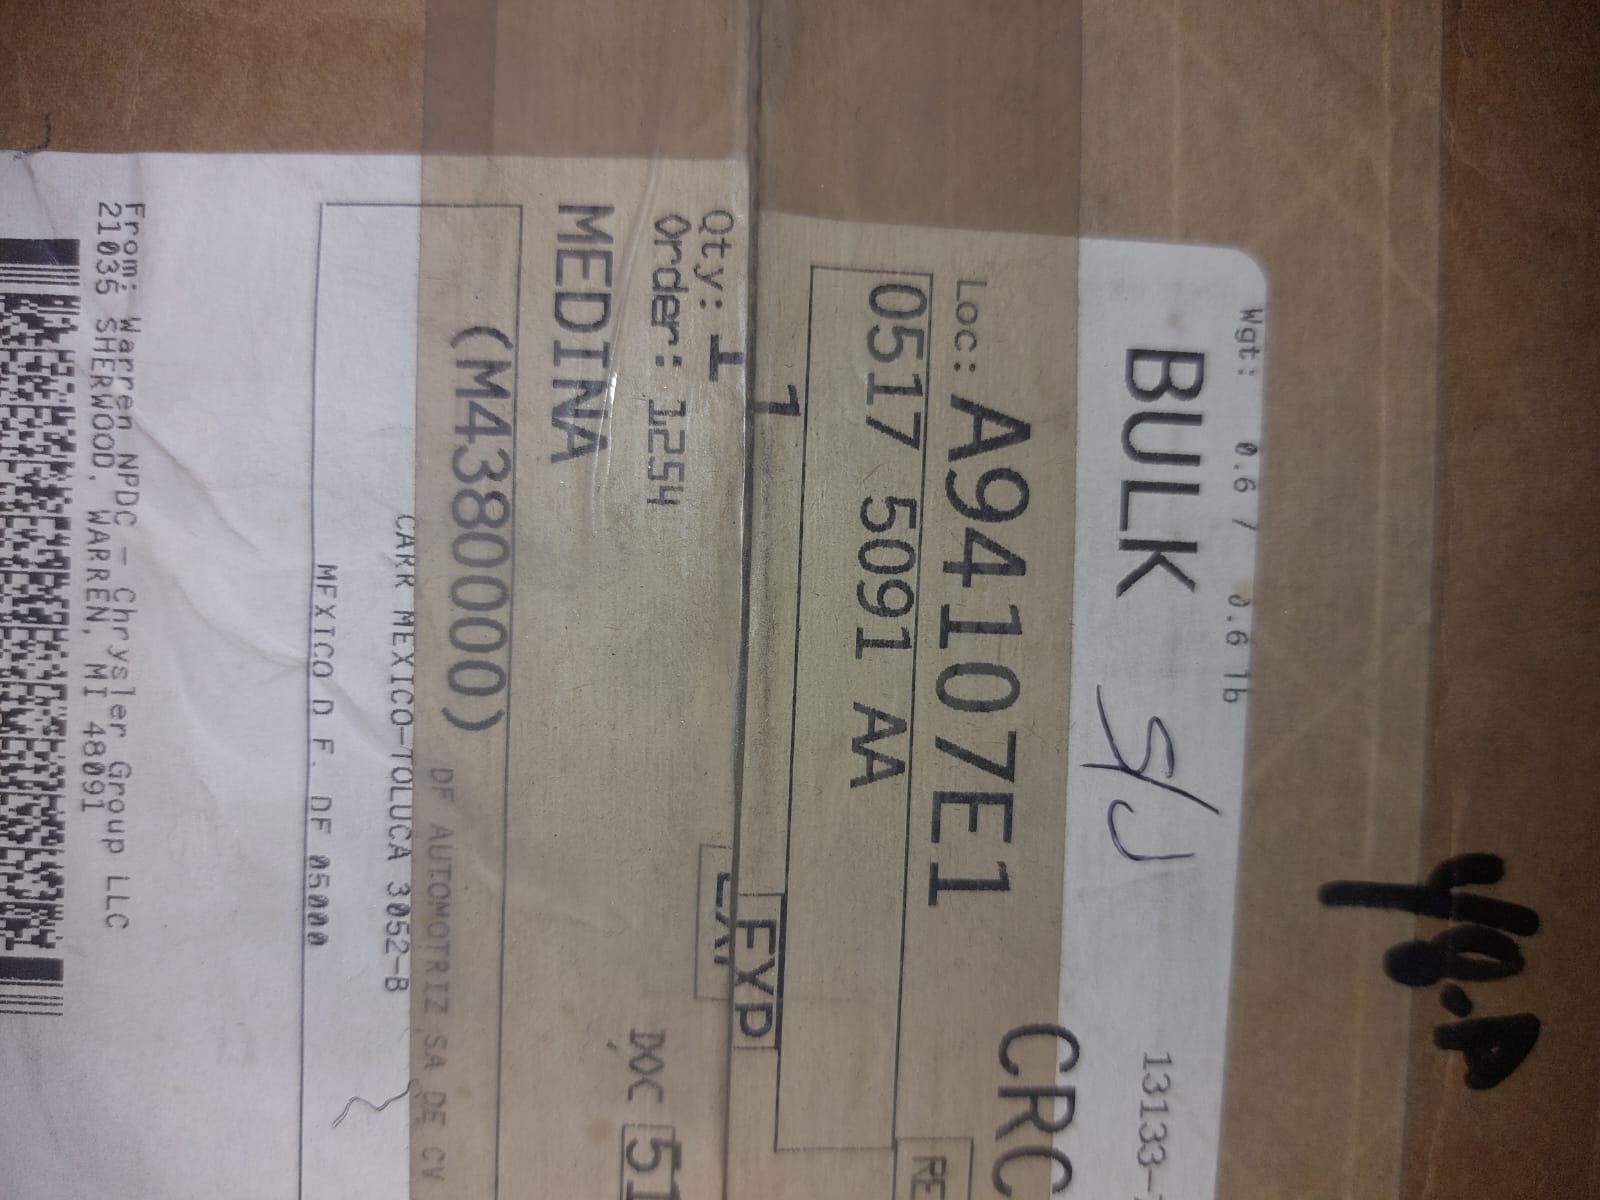 Wgt: 0.6 / 0.6 lb
BULK S/J 13133-
CRC
Loc: A94107E1
RE
0517 5091 AA
1
EXP
Qty: 1
Order: 1254
DOC 51
MEDINA
(M4380000)
DF AUTOMOTRIZ SA DE CV
CARR MEXICO-TOLUCA 3052-B
MEXICO D F. DF 05000
From: Warren NPDC - Chrysler Group LLC
21035 SHERWOOD, WARREN, MI 48091